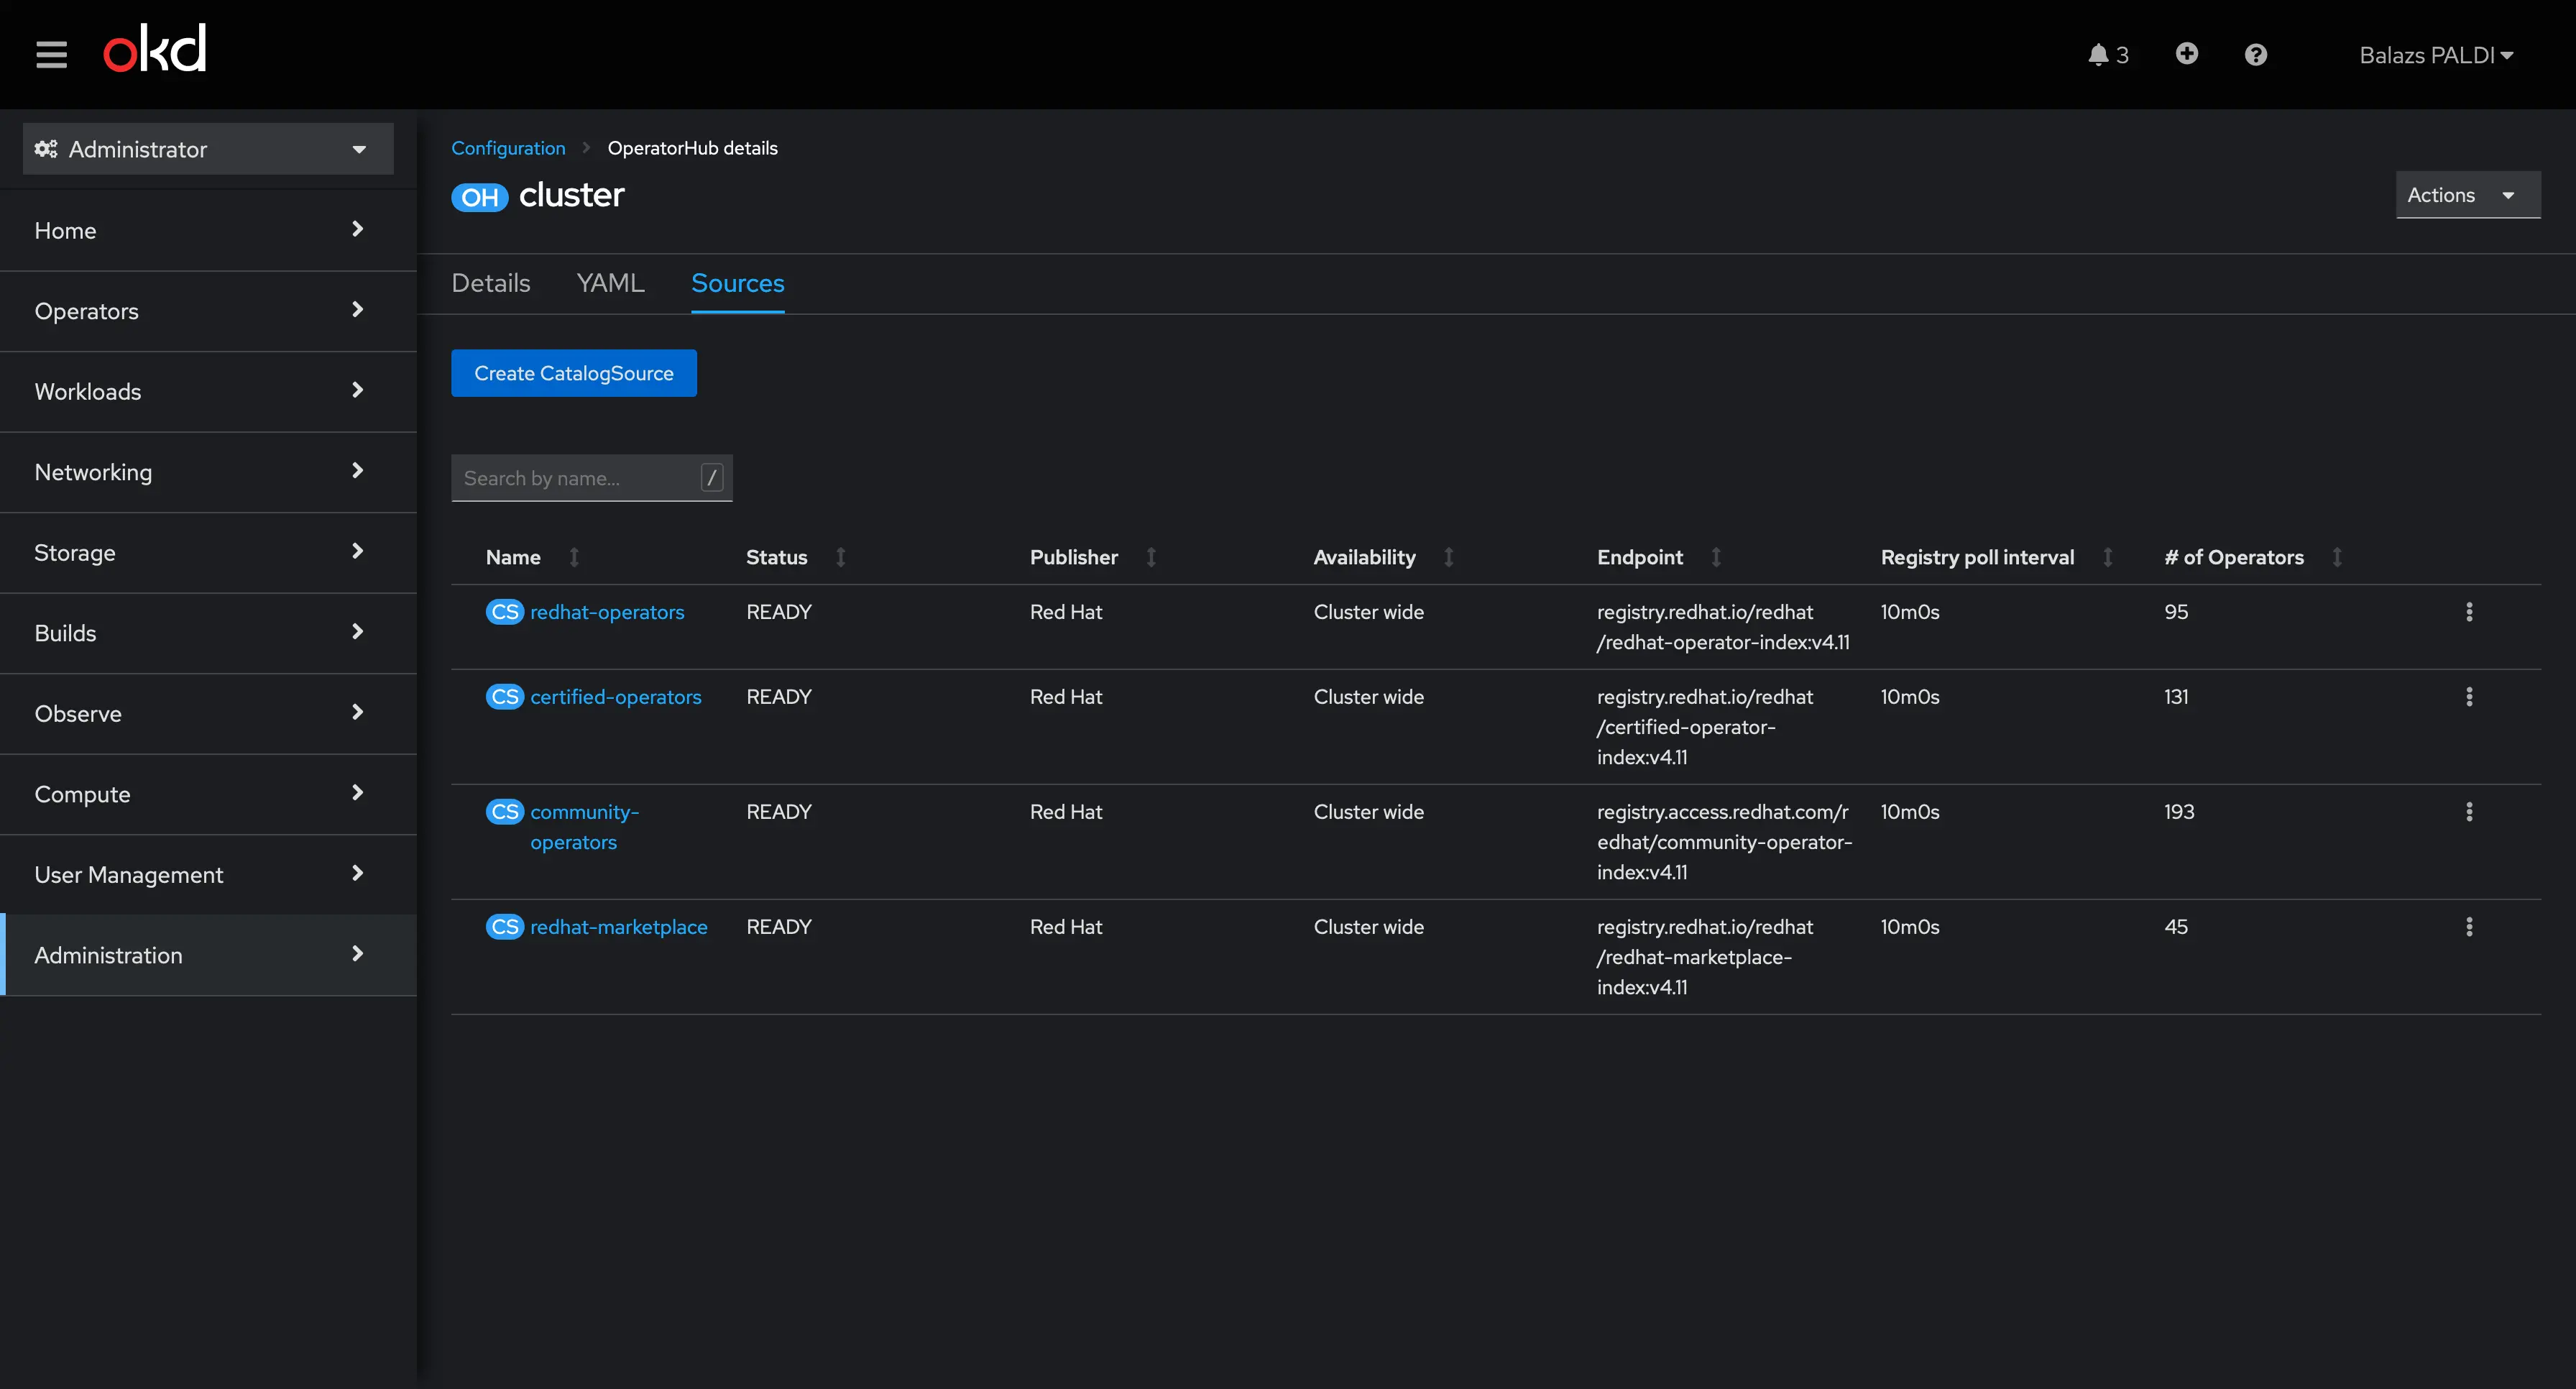 okd
3
Balazs PALDI
Administrator
Home
Operators
Workloads
Networking
Storage
Builds
Observe
Compute
User Management
Administration
Configuration
OperatorHub details
OH cluster
Actions
Details YAML Sources
Create CatalogSource
Search by name... /
Name Status Publisher Availability Endpoint Registry poll interval # of Operators
CS redhat-operators READY Red Hat Cluster wide registry.redhat.io/redhat 10m0s 95
/redhat-operator-index:v4.11
CS certified-operators READY Red Hat Cluster wide registry.redhat.io/redhat 10m0s 131
/certified-operator-
index:v4.11
CS community- READY Red Hat Cluster wide registry.access.redhat.com/r 10m0s 193
operators edhat/community-operator-
index:v4.11
CS redhat-marketplace READY Red Hat Cluster wide registry.redhat.io/redhat 10m0s 45
/redhat-marketplace-
index:v4.11